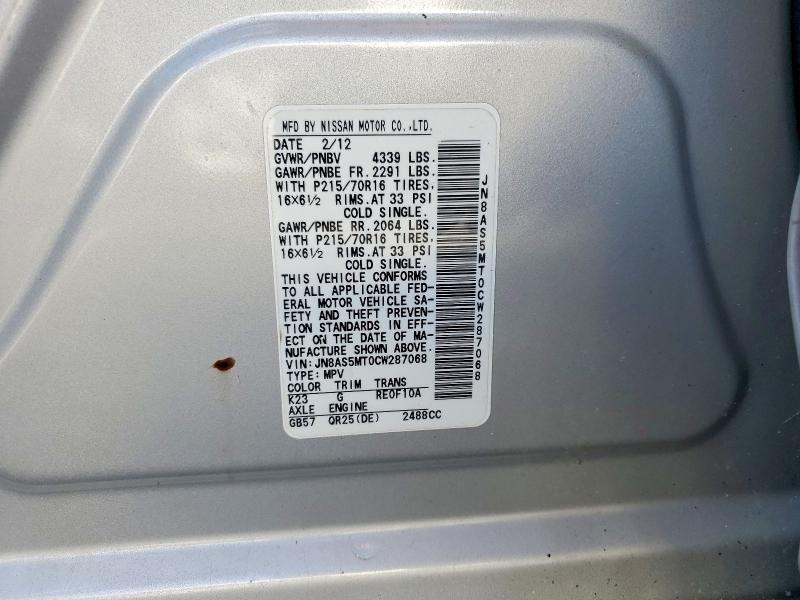 MFD BY NISSAN MOTOR CO.,LTD.
DATE 2/12
GVWR/PNBV 4339 LBS.
GAWR/PNBE FR.2291 LBS.
WITH P215/70R16 TIRES,
16X6½ RIMS.AT 33 PSI
COLD SINGLE.
GAWR/PNBE RR.2064 LBS.
WITH P215/70R16 TIRES,
16X6½ RIMS.AT 33 PSI
COLD SINGLE.
THIS VEHICLE CONFORMS
TO ALL APPLICABLE FED-
ERAL MOTOR VEHICLE SA-
FETY AND THEFT PREVEN-
TION STANDARDS IN EFF-
ECT ON THE DATE OF MA-
NUFACTURE SHOWN ABOVE.
VIN:JN8AS5MT0CW287068
TYPE:MPV
COLOR TRIM TRANS
K23 G RE0F10A
AXLE ENGINE
GB57 QR25(DE) 2488CC
JN8AS5MT0CW287068